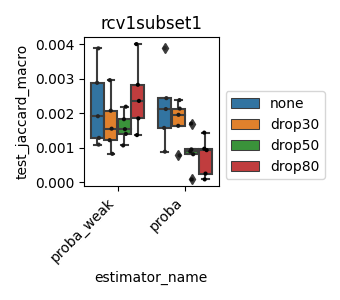 rcv1subset1
test_jaccard_macro
0.004
0.003
0.002
0.001
0.000
proba_weak
proba
estimator_name
none
drop30
drop50
drop80